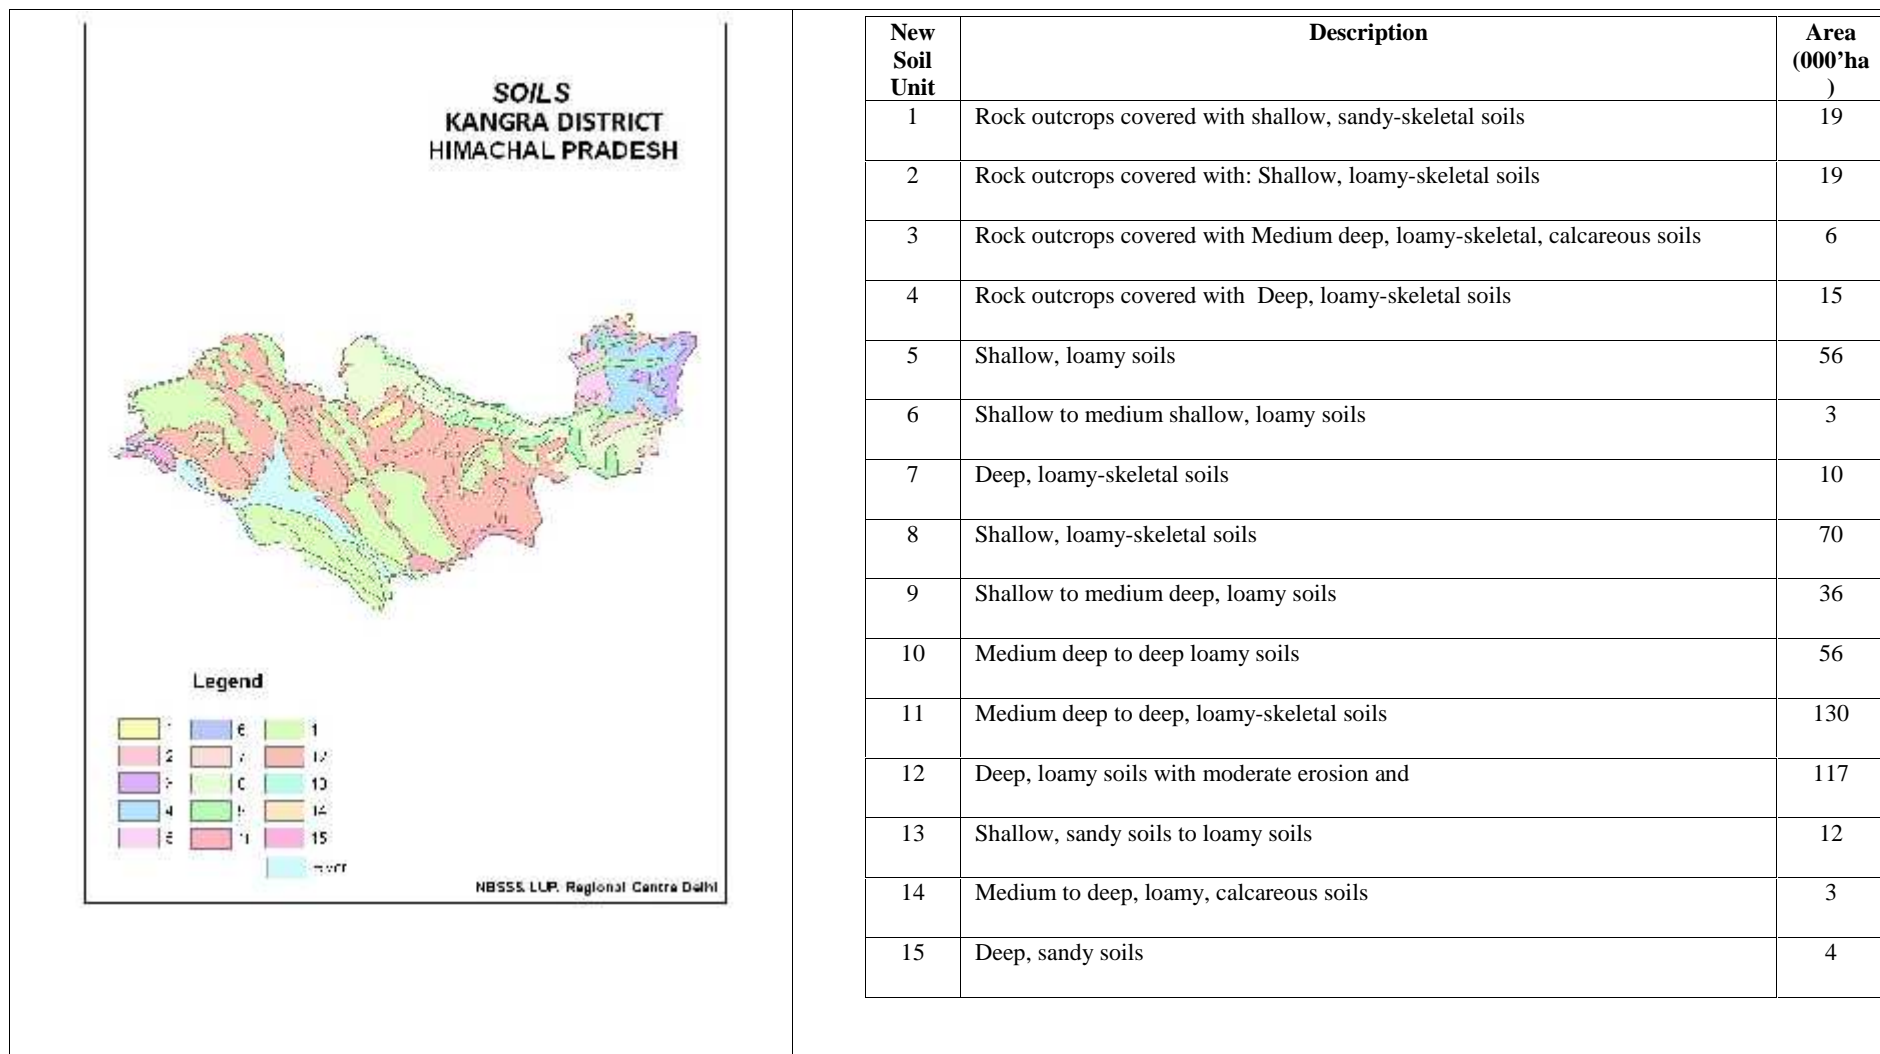 SOILS
KANGRA DISTRICT
HIMACHAL PRADESH
Legend
6 1
2 12
4
14
15
NBSS&LUP, Regional Centre Delhi
New Soil Unit Description Area (000’ha)
1 Rock outcrops covered with shallow, sandy-skeletal soils 19
2 Rock outcrops covered with: Shallow, loamy-skeletal soils 19
3 Rock outcrops covered with Medium deep, loamy-skeletal, calcareous soils 6
4 Rock outcrops covered with Deep, loamy-skeletal soils 15
5 Shallow, loamy soils 56
6 Shallow to medium shallow, loamy soils 3
7 Deep, loamy-skeletal soils 10
8 Shallow, loamy-skeletal soils 70
9 Shallow to medium deep, loamy soils 36
10 Medium deep to deep loamy soils 56
11 Medium deep to deep, loamy-skeletal soils 130
12 Deep, loamy soils with moderate erosion and 117
13 Shallow, sandy soils to loamy soils 12
14 Medium to deep, loamy, calcareous soils 3
15 Deep, sandy soils 4